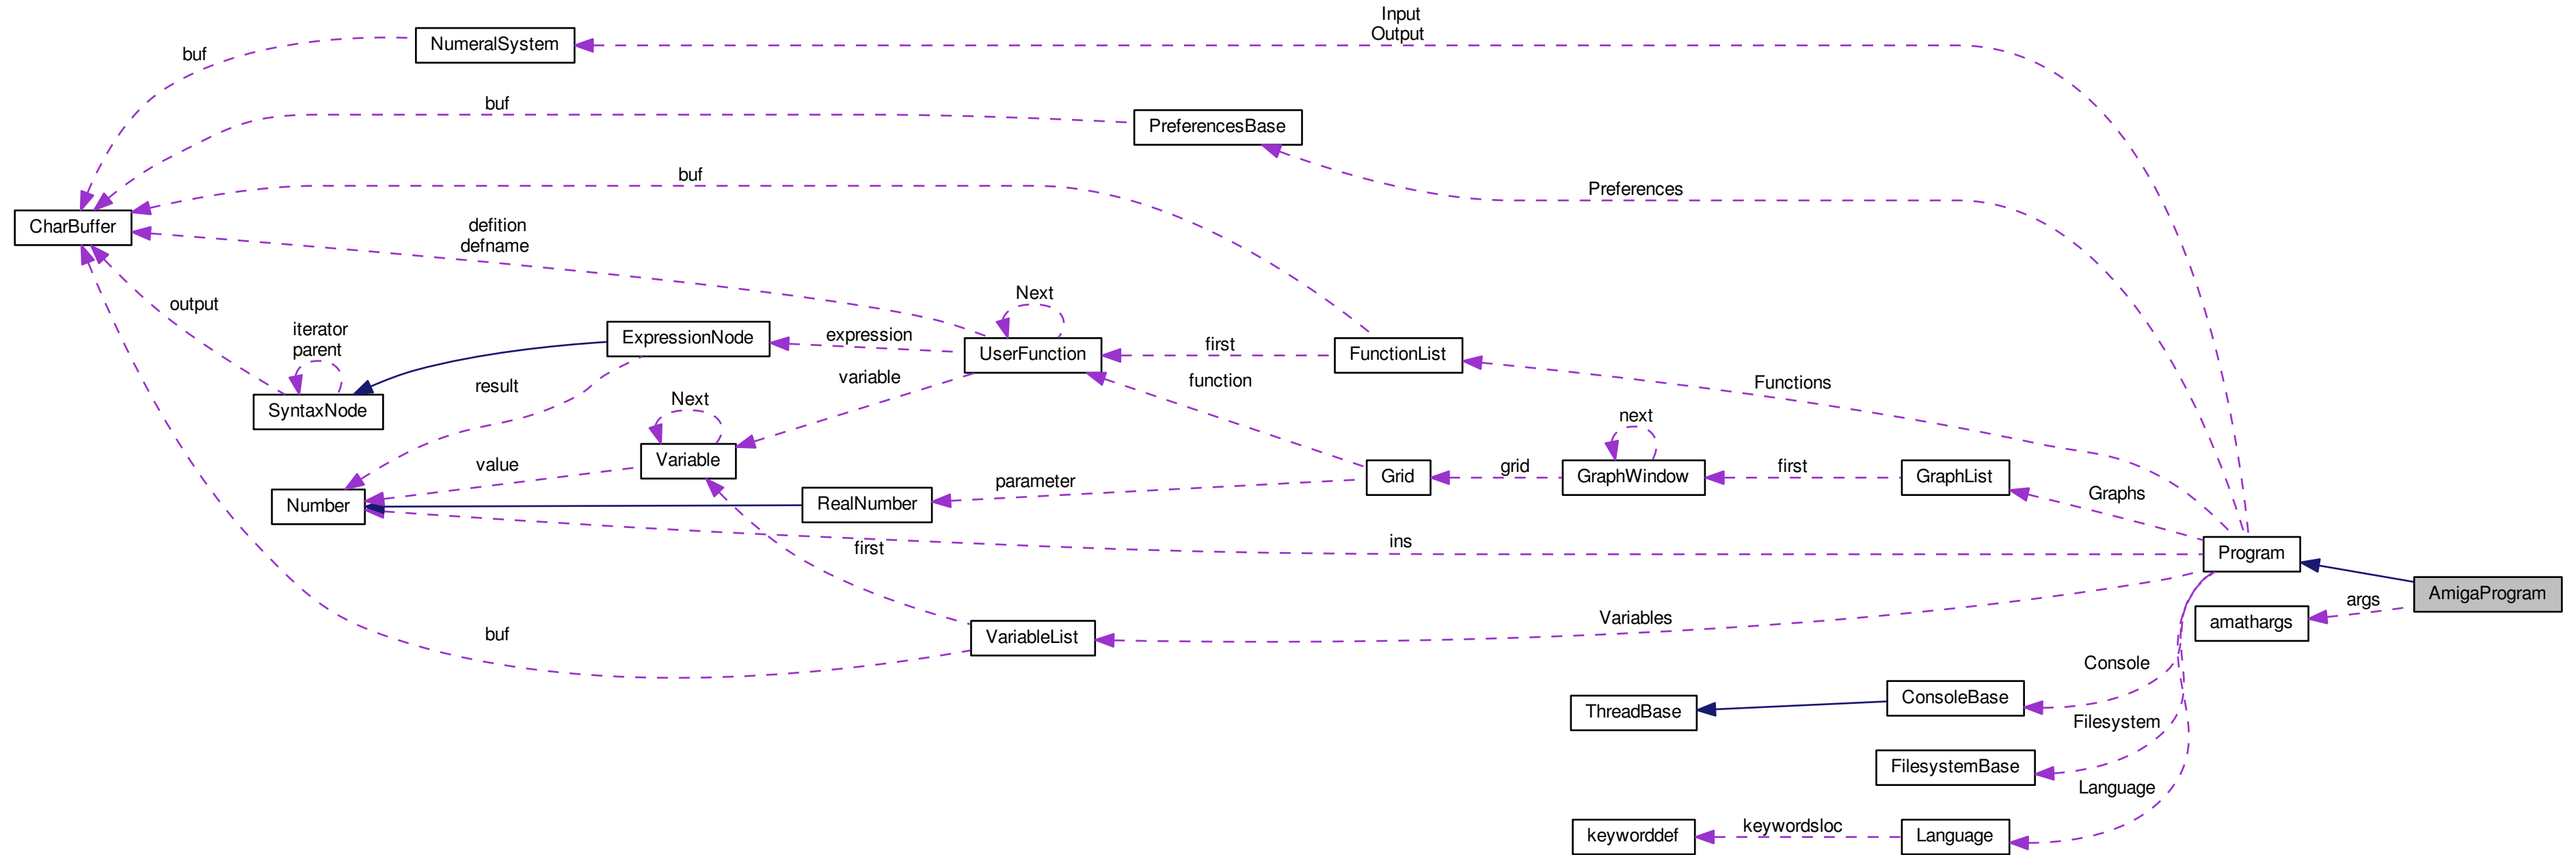 Input
Output
NumeralSystem
buf
buf
PreferencesBase
buf
Preferences
CharBuffer
defition
defname
output
Next
iterator
parent
ExpressionNode
expression
UserFunction
first
FunctionList
result
variable
function
Functions
SyntaxNode
Next
next
Variable
value
Grid
grid
GraphWindow
first
GraphList
parameter
Graphs
Number
RealNumber
first
ins
Program
AmigaProgram
args
amathargs
Variables
buf
VariableList
Console
ConsoleBase
ThreadBase
Filesystem
FilesystemBase
Language
keyworddef
keywordsloc
Language